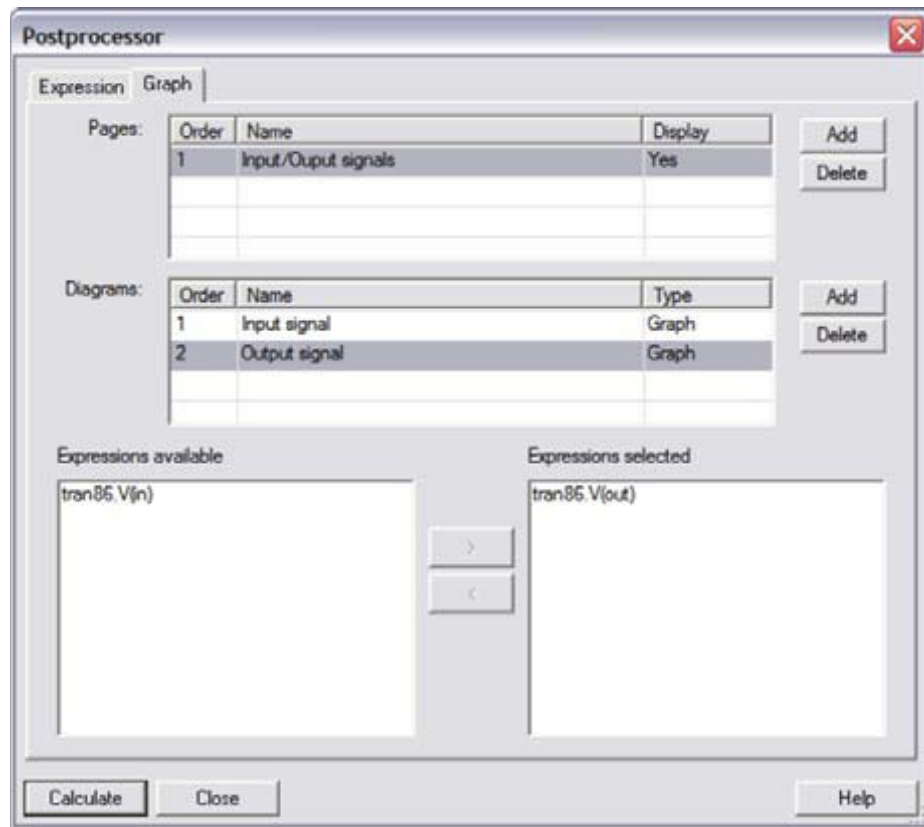 Postprocessor
Expression Graph
Pages:
Order Name Display
1 Input/Ouput signals Yes
Add
Delete
Diagrams:
Order Name Type
1 Input signal Graph
2 Output signal Graph
Add
Delete
Expressions available
tran86.V(in)
>
<
Expressions selected
tran86.V(out)
Calculate Close Help